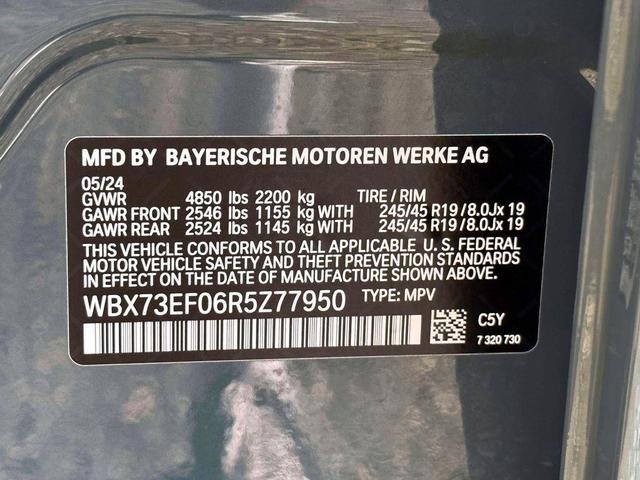 MFD BY BAYERISCHE MOTOREN WERKE AG
05/24
GVWR 4850 lbs 2200 kg TIRE / RIM
GAWR FRONT 2546 lbs 1155 kg WITH 245/45 R19 / 8.0Jx 19
GAWR REAR 2524 lbs 1145 kg WITH 245/45 R19 / 8.0Jx 19
THIS VEHICLE CONFORMS TO ALL APPLICABLE U. S. FEDERAL
MOTOR VEHICLE SAFETY AND THEFT PREVENTION STANDARDS
IN EFFECT ON THE DATE OF MANUFACTURE SHOWN ABOVE.
WBX73EF06R5Z77950 TYPE: MPV
C5Y
7 320 730